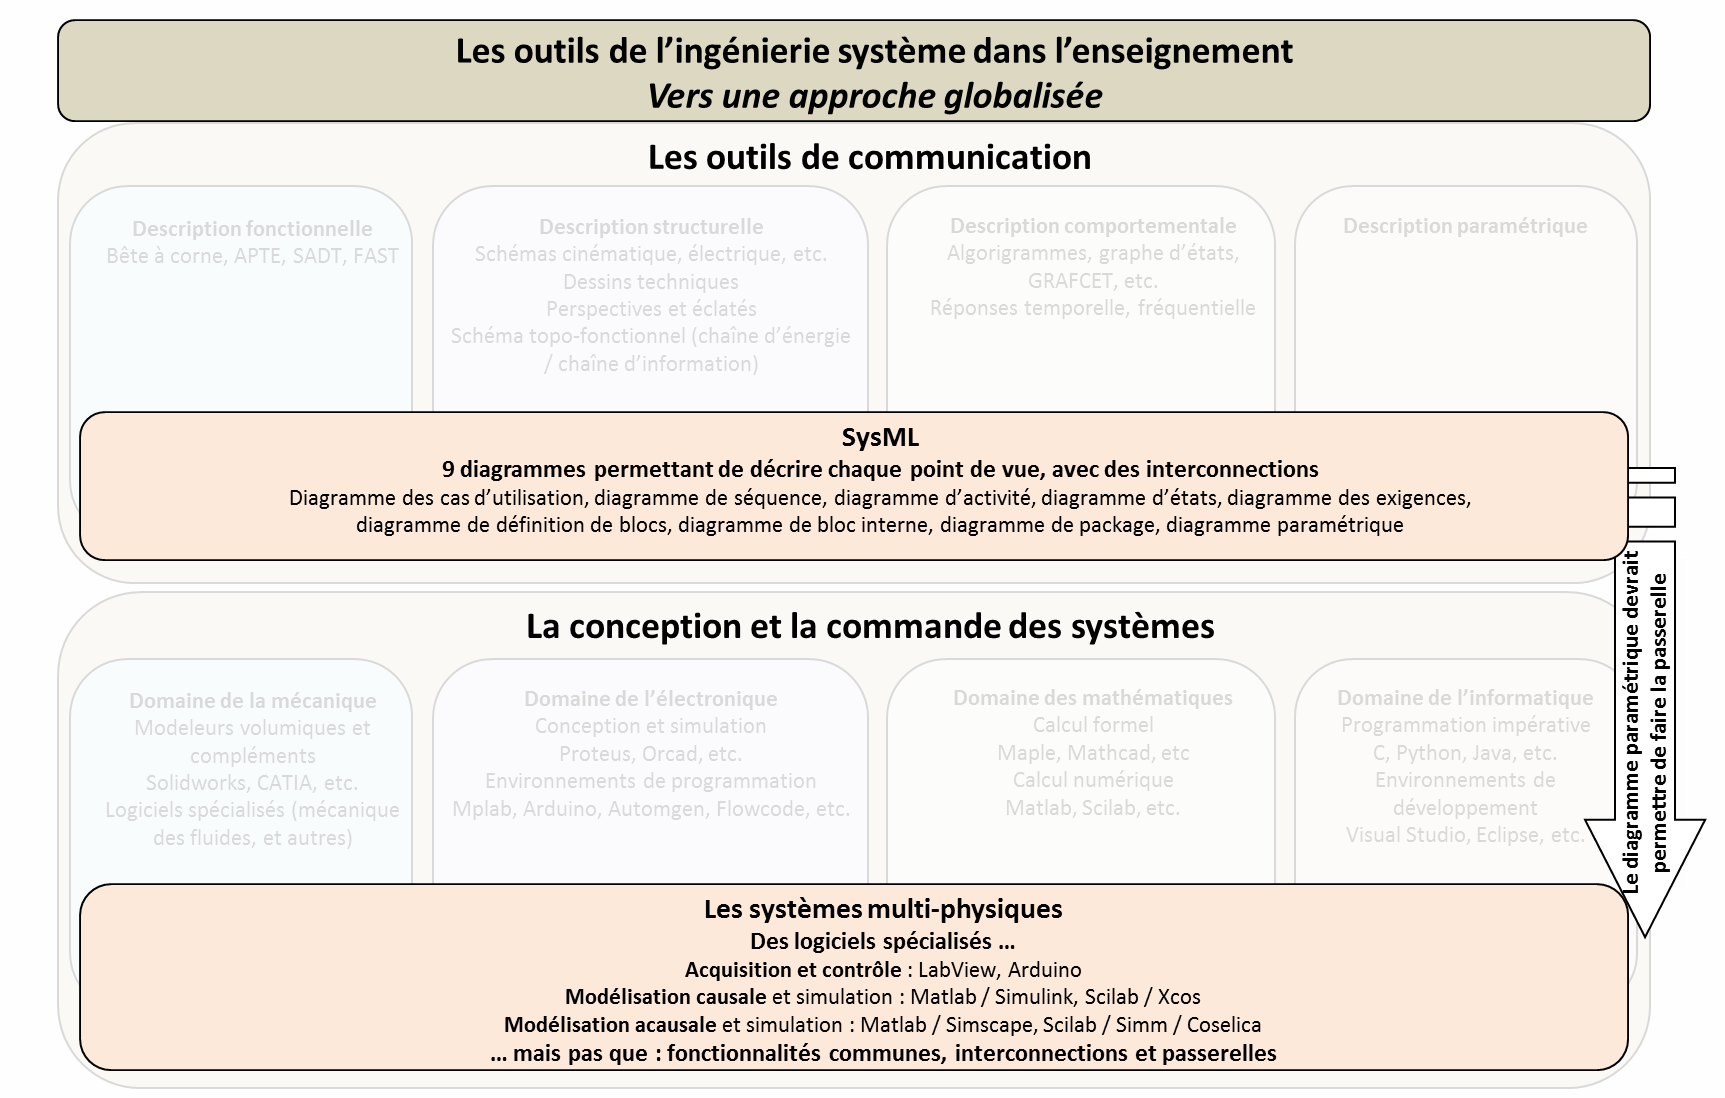 Les outils de l’ingénierie système dans l’enseignement
Vers une approche globalisée
Les outils de communication
Description fonctionnelle
Bête à corne, APTE, SADT, FAST
Description structurelle
Schémas cinématique, électrique, etc.
Dessins techniques
Perspectives et éclatés
Schéma topo-fonctionnel (chaîne d’énergie
/ chaîne d’information)
Description comportementale
Algorigrammes, graphe d’états,
GRAFCET, etc.
Réponses temporelle, fréquentielle
Description paramétrique
SysML
9 diagrammes permettant de décrire chaque point de vue, avec des interconnections
Diagramme des cas d’utilisation, diagramme de séquence, diagramme d’activité, diagramme d’états, diagramme des exigences,
diagramme de définition de blocs, diagramme de bloc interne, diagramme de package, diagramme paramétrique
Le diagramme paramétrique devrait
permettre de faire la passerelle
La conception et la commande des systèmes
Domaine de la mécanique
Modeleurs volumiques et
compléments
Solidworks, CATIA, etc.
Logiciels spécialisés (mécanique
des fluides, et autres)
Domaine de l’électronique
Conception et simulation
Proteus, Orcad, etc.
Environnements de programmation
Mplab, Arduino, Automgen, Flowcode, etc.
Domaine des mathématiques
Calcul formel
Maple, Mathcad, etc
Calcul numérique
Matlab, Scilab, etc.
Domaine de l’informatique
Programmation impérative
C, Python, Java, etc.
Environnements de
développement
Visual Studio, Eclipse, etc.
Les systèmes multi-physiques
Des logiciels spécialisés …
Acquisition et contrôle : LabView, Arduino
Modélisation causale et simulation : Matlab / Simulink, Scilab / Xcos
Modélisation acausale et simulation : Matlab / Simscape, Scilab / Simm / Coselica
… mais pas que : fonctionnalités communes, interconnections et passerelles